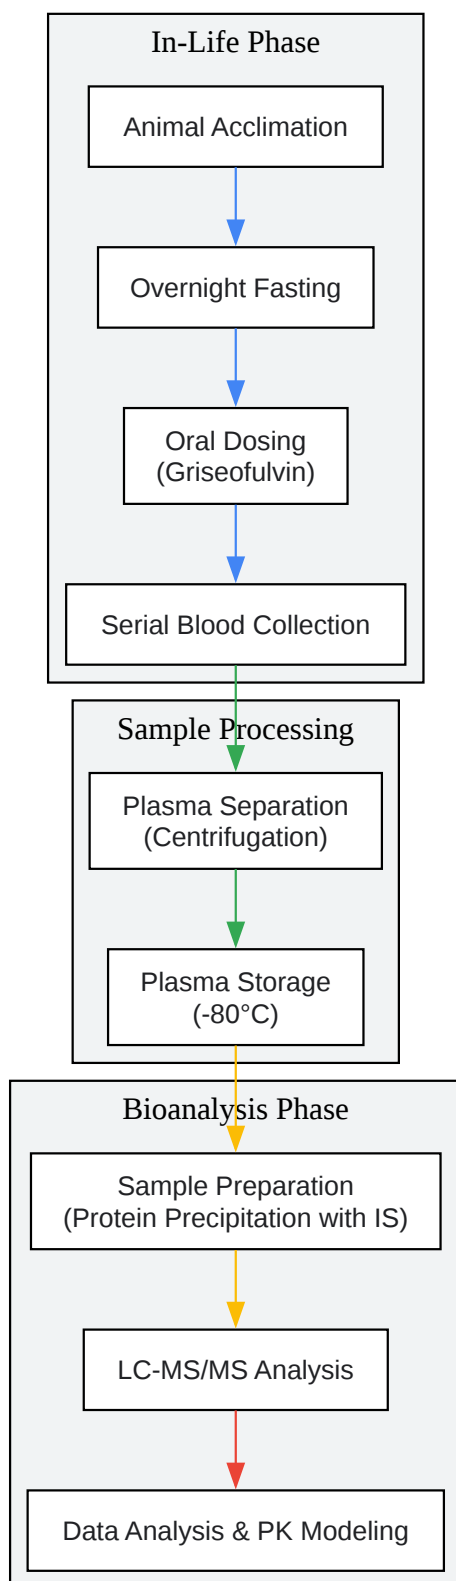 In-Life Phase
Animal Acclimation
Overnight Fasting
Oral Dosing
(Griseofulvin)
Serial Blood Collection
Sample Processing
Plasma Separation
(Centrifugation)
Plasma Storage
(-80°C)
Bioanalysis Phase
Sample Preparation
(Protein Precipitation with IS)
LC-MS/MS Analysis
Data Analysis & PK Modeling